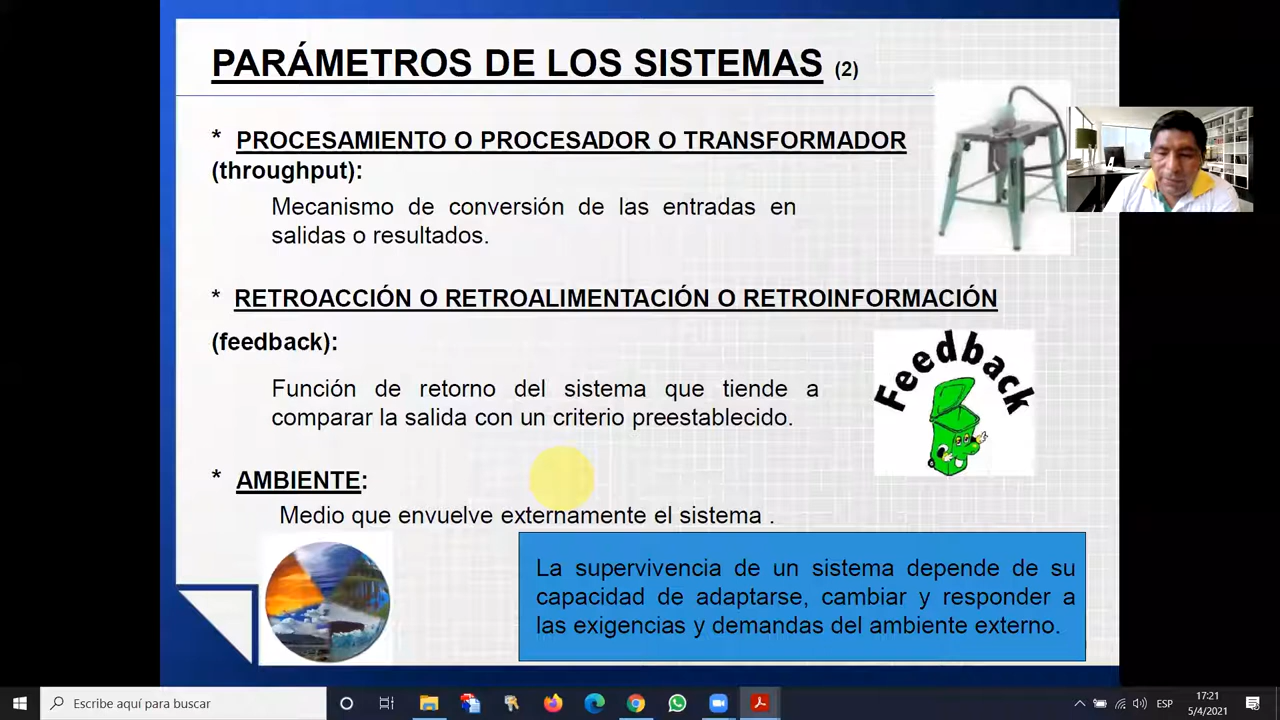 PARÁMETROS DE LOS SISTEMAS (2)
* PROCESAMIENTO O PROCESADOR O TRANSFORMADOR
(throughput):
Mecanismo de conversión de las entradas en
salidas o resultados.
* RETROACCIÓN O RETROALIMENTACIÓN O RETROINFORMACIÓN
(feedback):
Feedback
Función de retorno del sistema que tiende a
comparar la salida con un criterio preestablecido.
* AMBIENTE:
Medio que envuelve externamente el sistema .
La supervivencia de un sistema depende de su
capacidad de adaptarse, cambiar y responder a
las exigencias y demandas del ambiente externo.
Escribe aquí para buscar
ESP
17:21
5/4/2021